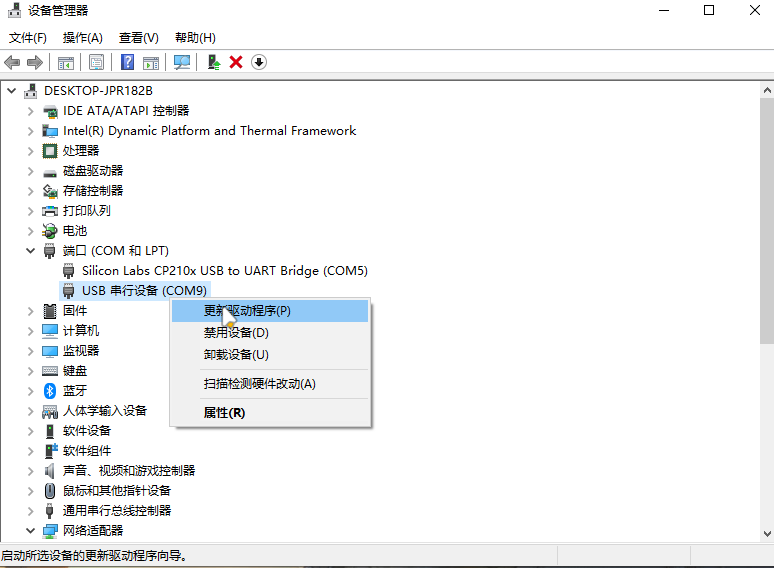 设备管理器
文件(F) 操作(A) 查看(V) 帮助(H)
DESKTOP-JPR182B
IDE ATA/ATAPI 控制器
Intel(R) Dynamic Platform and Thermal Framework
处理器
磁盘驱动器
存储控制器
打印队列
电池
端口 (COM 和 LPT)
Silicon Labs CP210x USB to UART Bridge (COM5)
USB 串行设备 (COM9)
更新驱动程序(P)
禁用设备(D)
卸载设备(U)
扫描检测硬件改动(A)
属性(R)
固件
计算机
监视器
键盘
蓝牙
人体学输入设备
软件设备
软件组件
声音、视频和游戏控制器
鼠标和其他指针设备
通用串行总线控制器
网络适配器
启动所选设备的更新驱动程序向导。